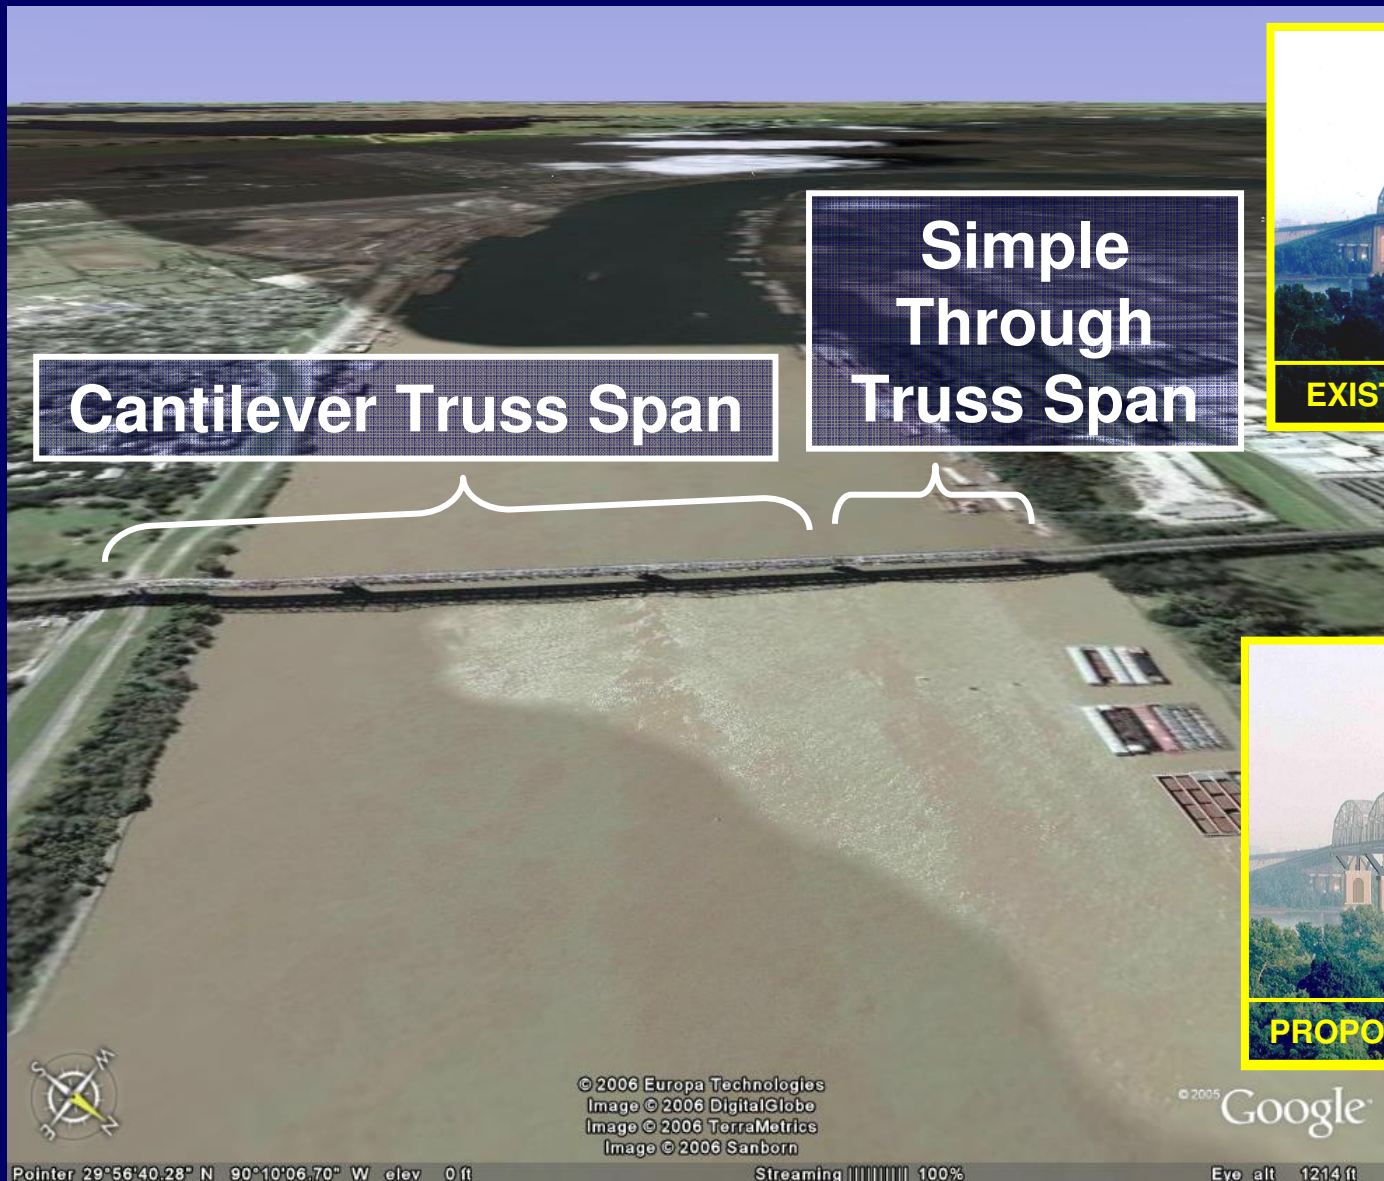 Simple
Through
Truss Span
Cantilever Truss Span
EXIST
PROPO
S W
E N
© 2006 Europa Technologies
Image © 2006 DigitalGlobe
Image © 2006 TerraMetrics
Image © 2006 Sanborn
© 2005 Google
Pointer 29°56'40.28" N 90°10'06.70" W elev 0 ft Streaming |||||||||| 100% Eye alt 1214 ft